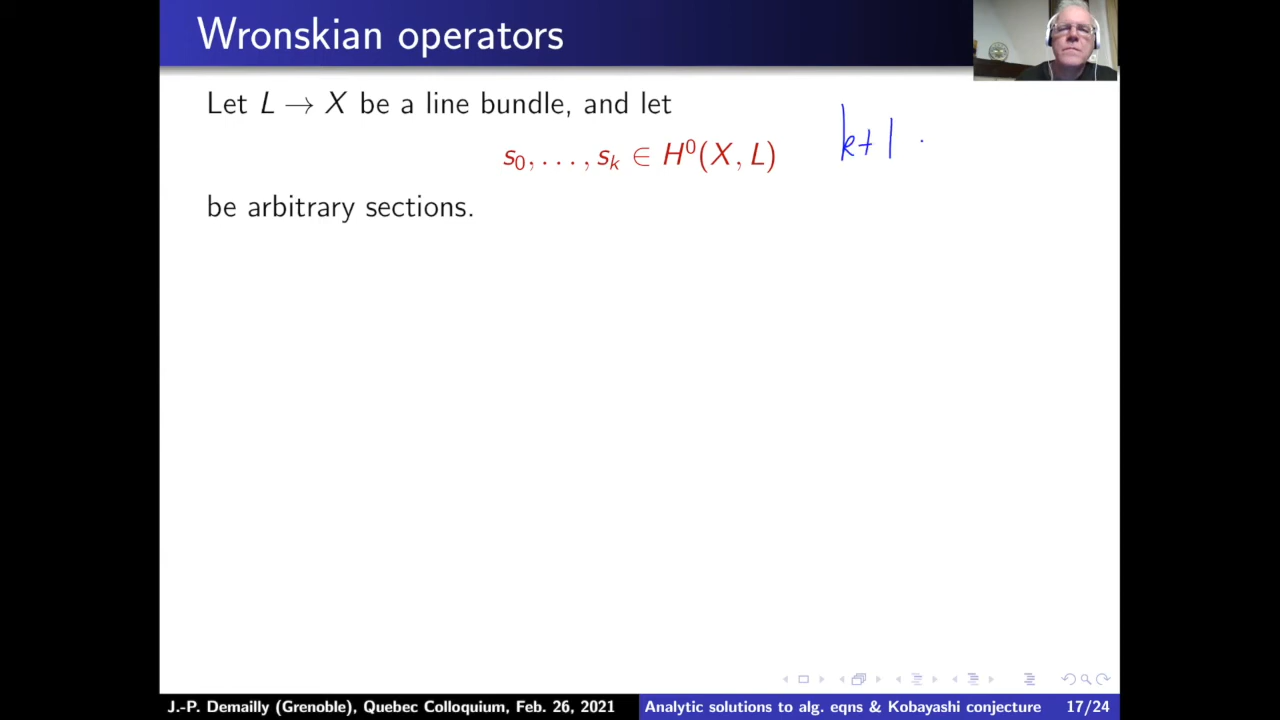 Wronskian operators
Let L → X be a line bundle, and let
s₀, . . . , sₖ ∈ H⁰(X, L)
k+1
be arbitrary sections.
J.-P. Demailly (Grenoble), Quebec Colloquium, Feb. 26, 2021
Analytic solutions to alg. eqns & Kobayashi conjecture
17/24